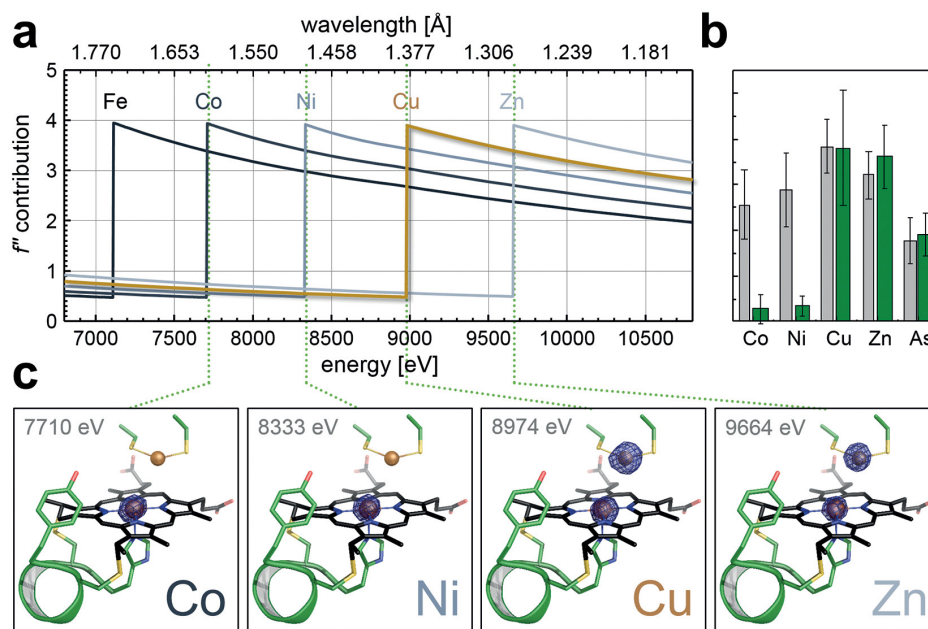 a
wavelength [Å]
1.770 1.653 1.550 1.458 1.377 1.306 1.239 1.181
b
5
4
3
2
1
0
f" contribution
Fe Co Ni Cu Zn
7000 7500 8000 8500 9000 9500 10000 10500
energy [eV]
Co Ni Cu Zn As
c
7710 eV
Co
8333 eV
Ni
8974 eV
Cu
9664 eV
Zn